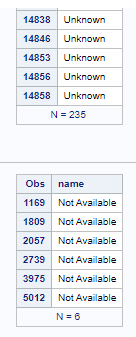 14838 Unknown
14846 Unknown
14853 Unknown
14856 Unknown
14858 Unknown
N = 235
Obs name
1169 Not Available
1809 Not Available
2057 Not Available
2739 Not Available
3975 Not Available
5012 Not Available
N = 6